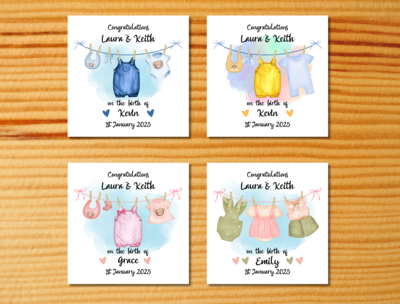 Congratulations
Laura & Keith
on the birth of
Kevin
1st January 2025
Congratulations
Laura & Keith
on the birth of
Kevin
1st January 2025
Congratulations
Laura & Keith
on the birth of
Grace
1st January 2025
Congratulations
Laura & Keith
on the birth of
Emily
1st January 2025